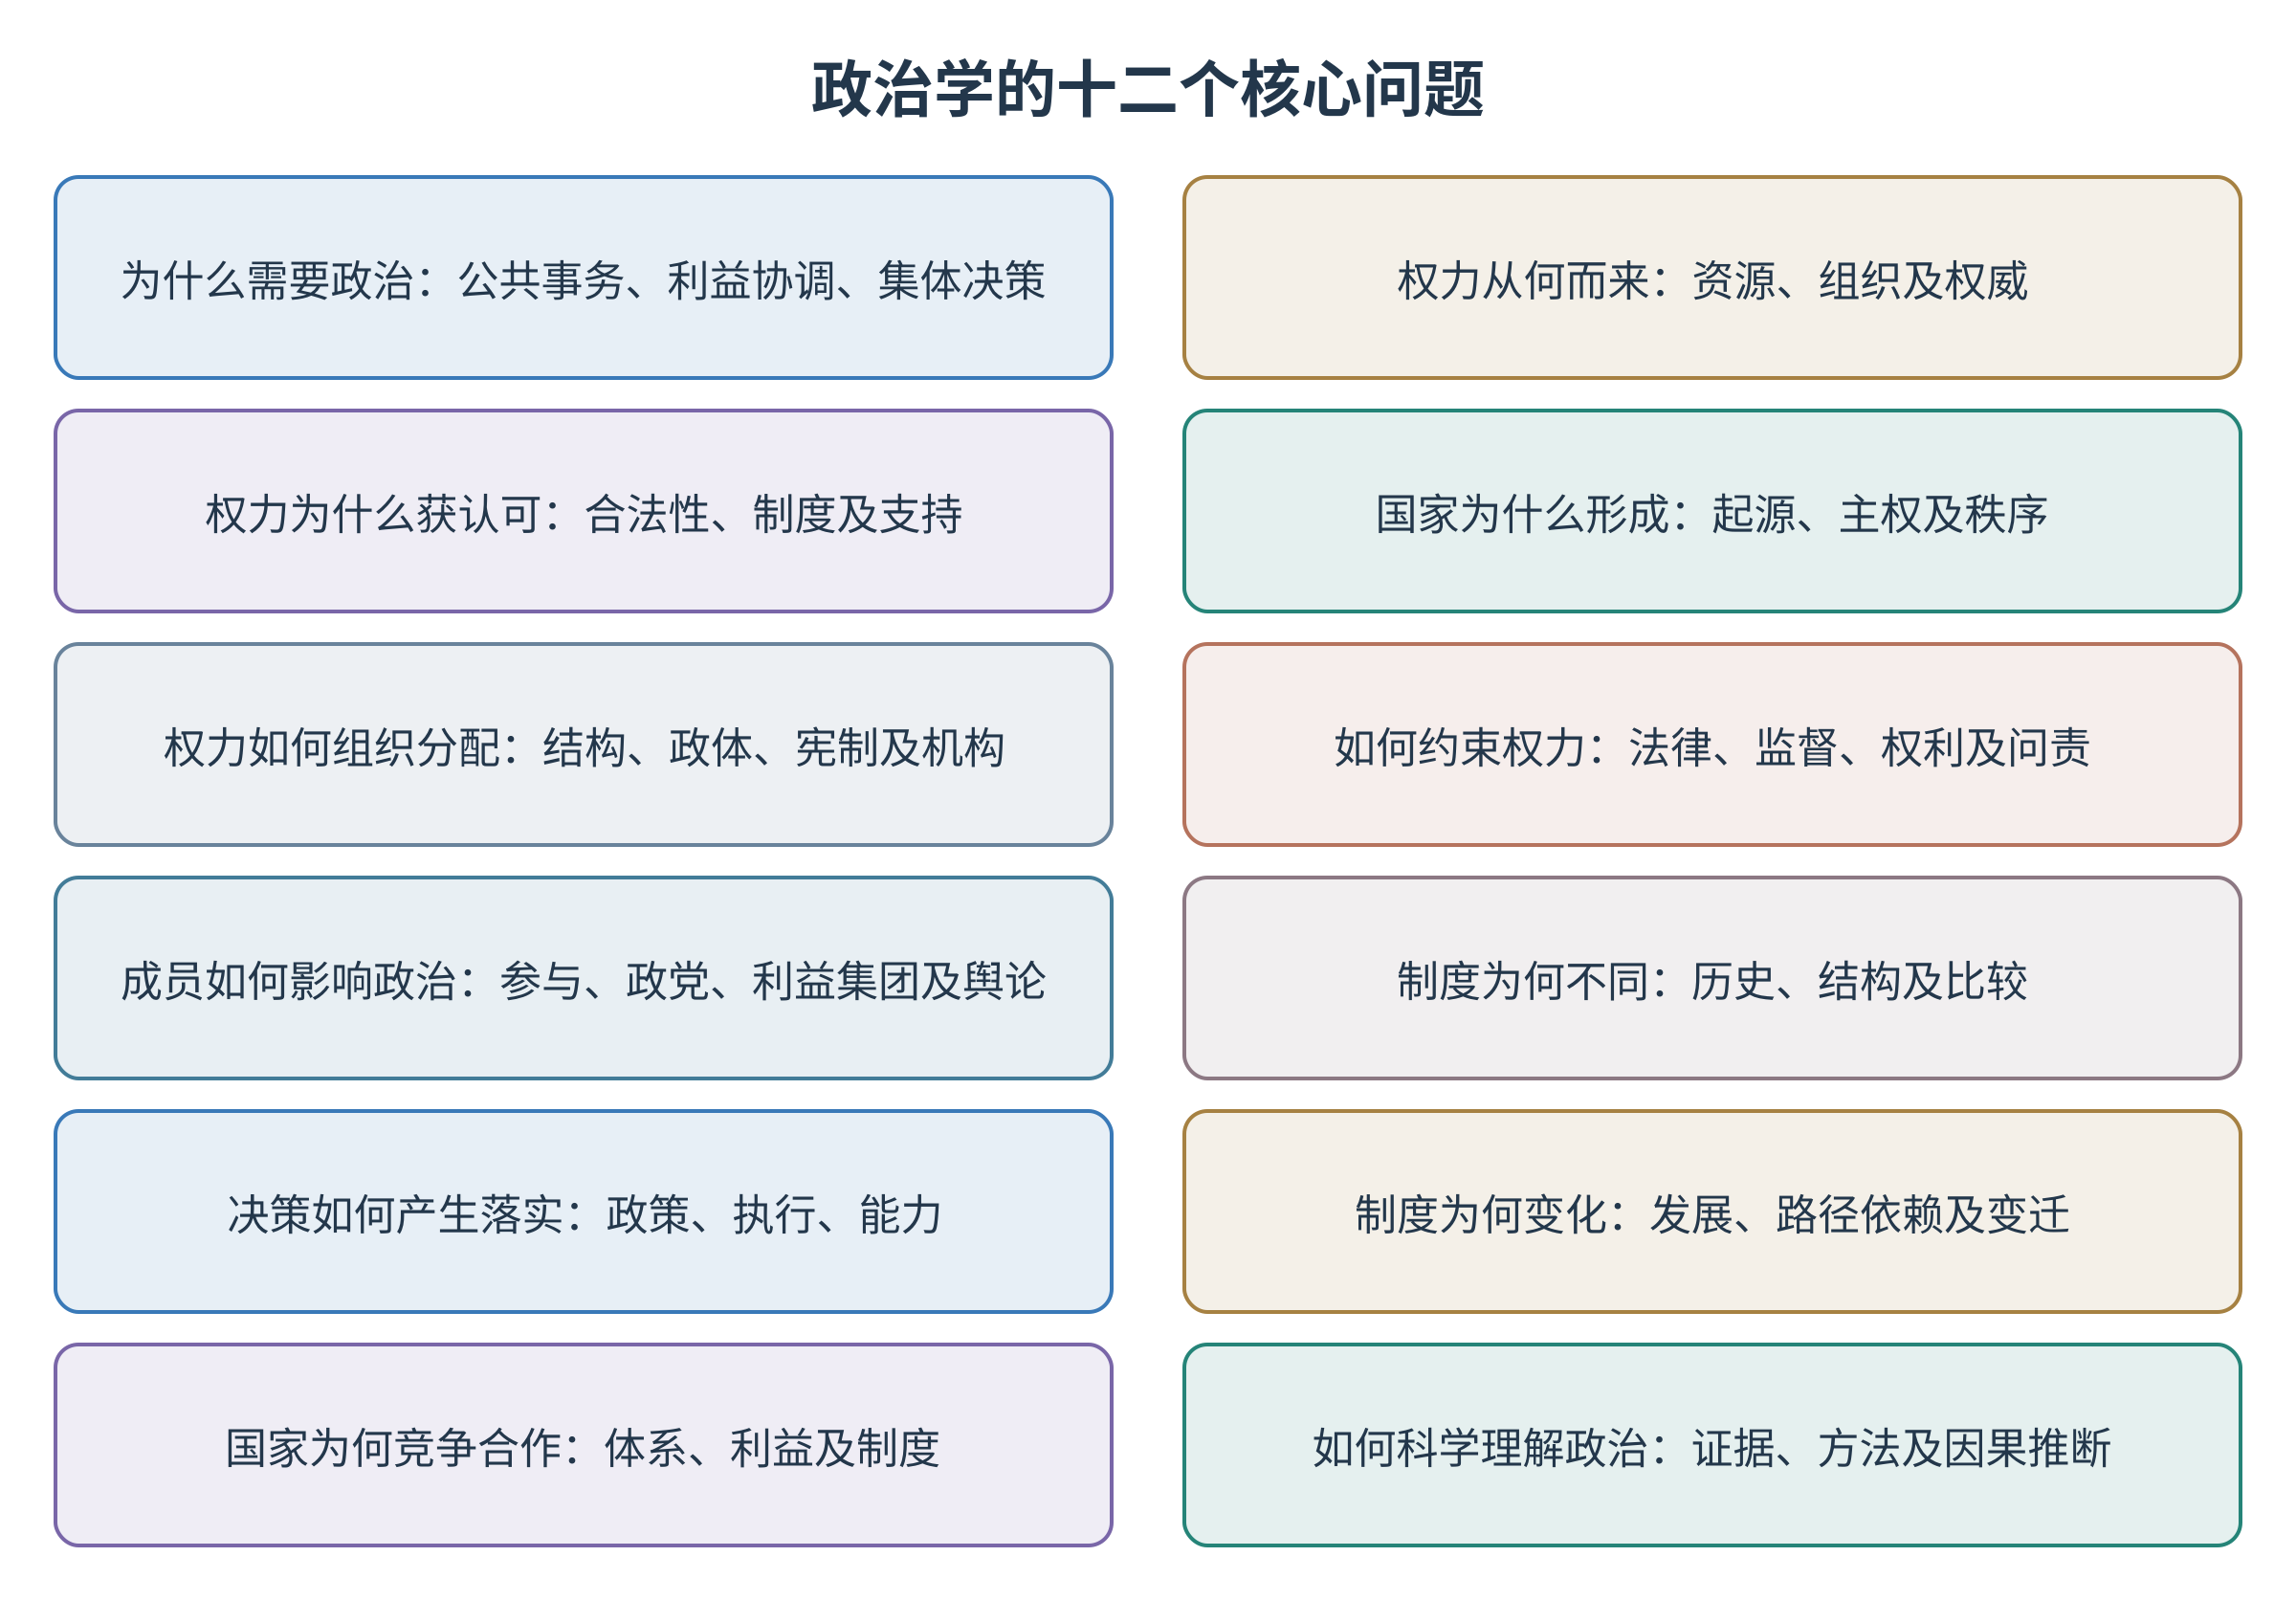 政治学的十二个核心问题
为什么需要政治：公共事务、利益协调、集体决策
权力从何而来：资源、组织及权威
权力为什么获认可：合法性、制度及支持
国家为什么形成：起源、主权及秩序
权力如何组织分配：结构、政体、宪制及机构
如何约束权力：法律、监督、权利及问责
成员如何影响政治：参与、政党、利益集团及舆论
制度为何不同：历史、结构及比较
决策如何产生落实：政策、执行、能力
制度为何变化：发展、路径依赖及变迁
国家为何竞争合作：体系、利益及制度
如何科学理解政治：证据、方法及因果推断